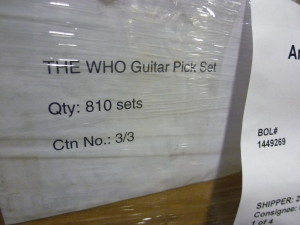 THE WHO Guitar Pick Set
Qty: 810 sets
Ctn No.: 3/3
BOL#
1449269
SHIPPER: 2
Consignee:
1 of 4